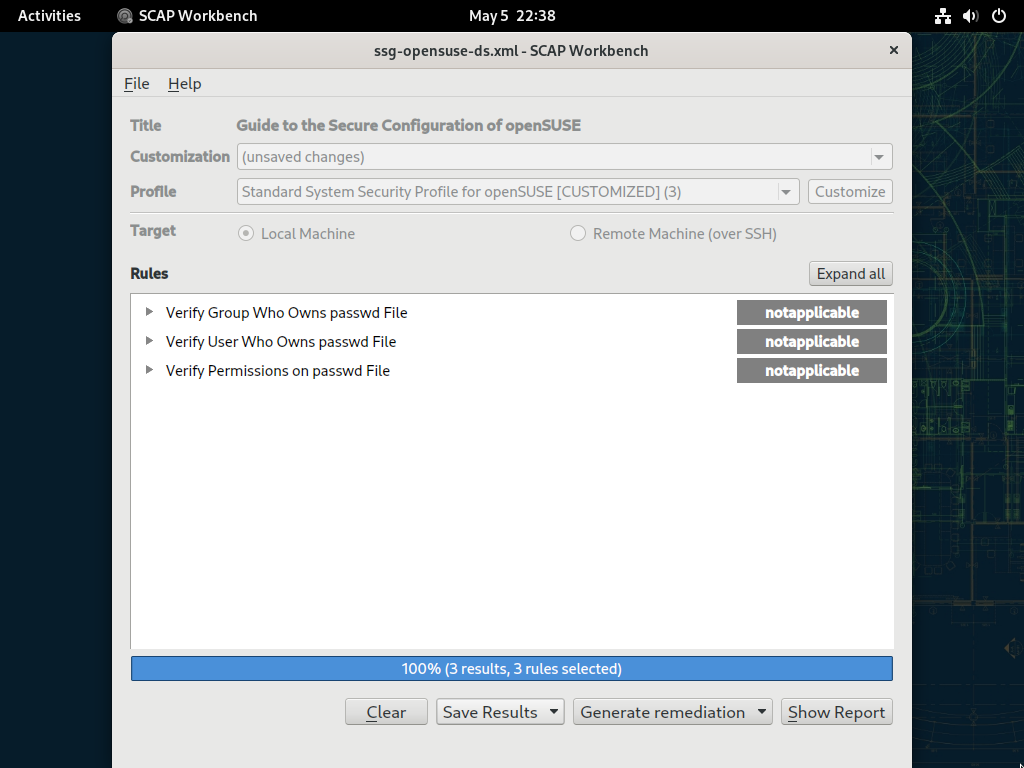 Activities SCAP Workbench May 5 22:38
ssg-opensuse-ds.xml - SCAP Workbench
File Help
Title Guide to the Secure Configuration of openSUSE
Customization (unsaved changes)
Profile Standard System Security Profile for openSUSE [CUSTOMIZED] (3) Customize
Target Local Machine Remote Machine (over SSH)
Rules Expand all
Verify Group Who Owns passwd File notapplicable
Verify User Who Owns passwd File notapplicable
Verify Permissions on passwd File notapplicable
100% (3 results, 3 rules selected)
Clear Save Results Generate remediation Show Report